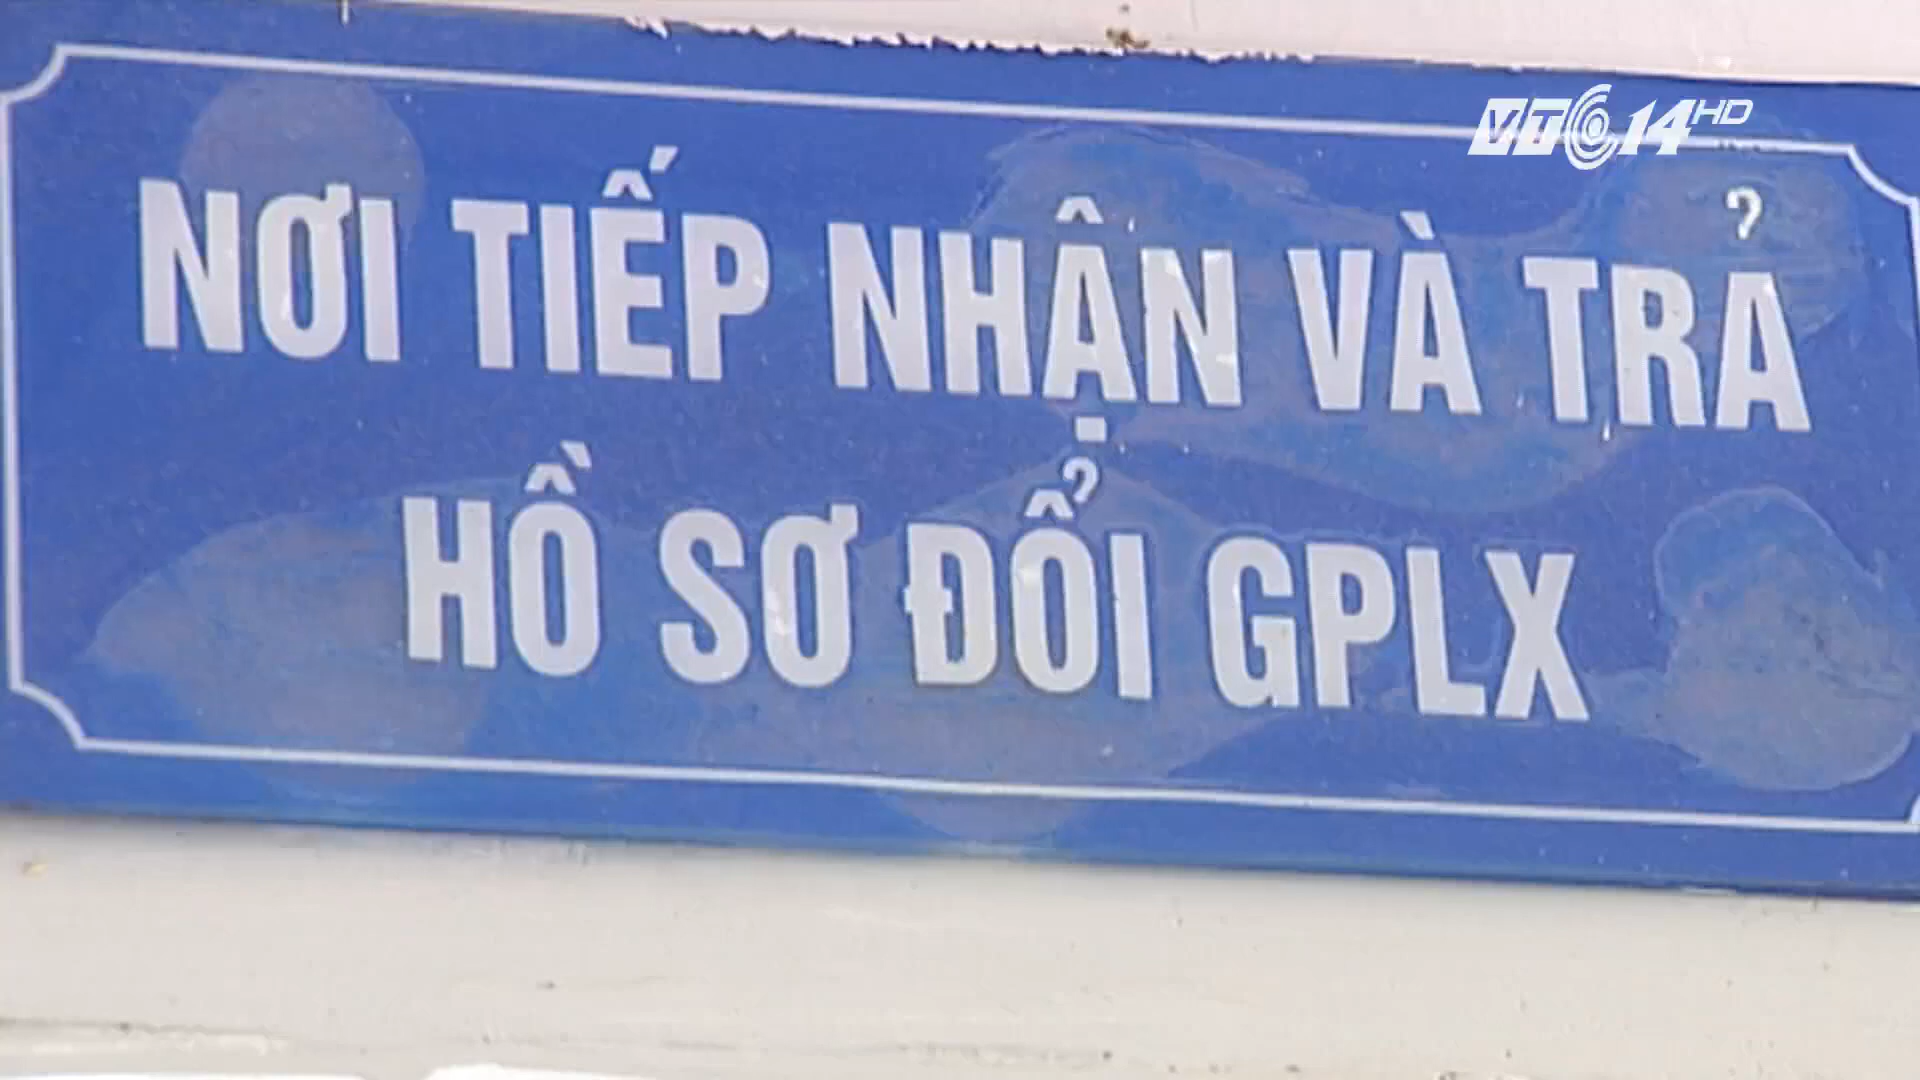 VTC14 HD
NƠI TIẾP NHẬN VÀ TRẢ
HỒ SƠ ĐỔI GPLX